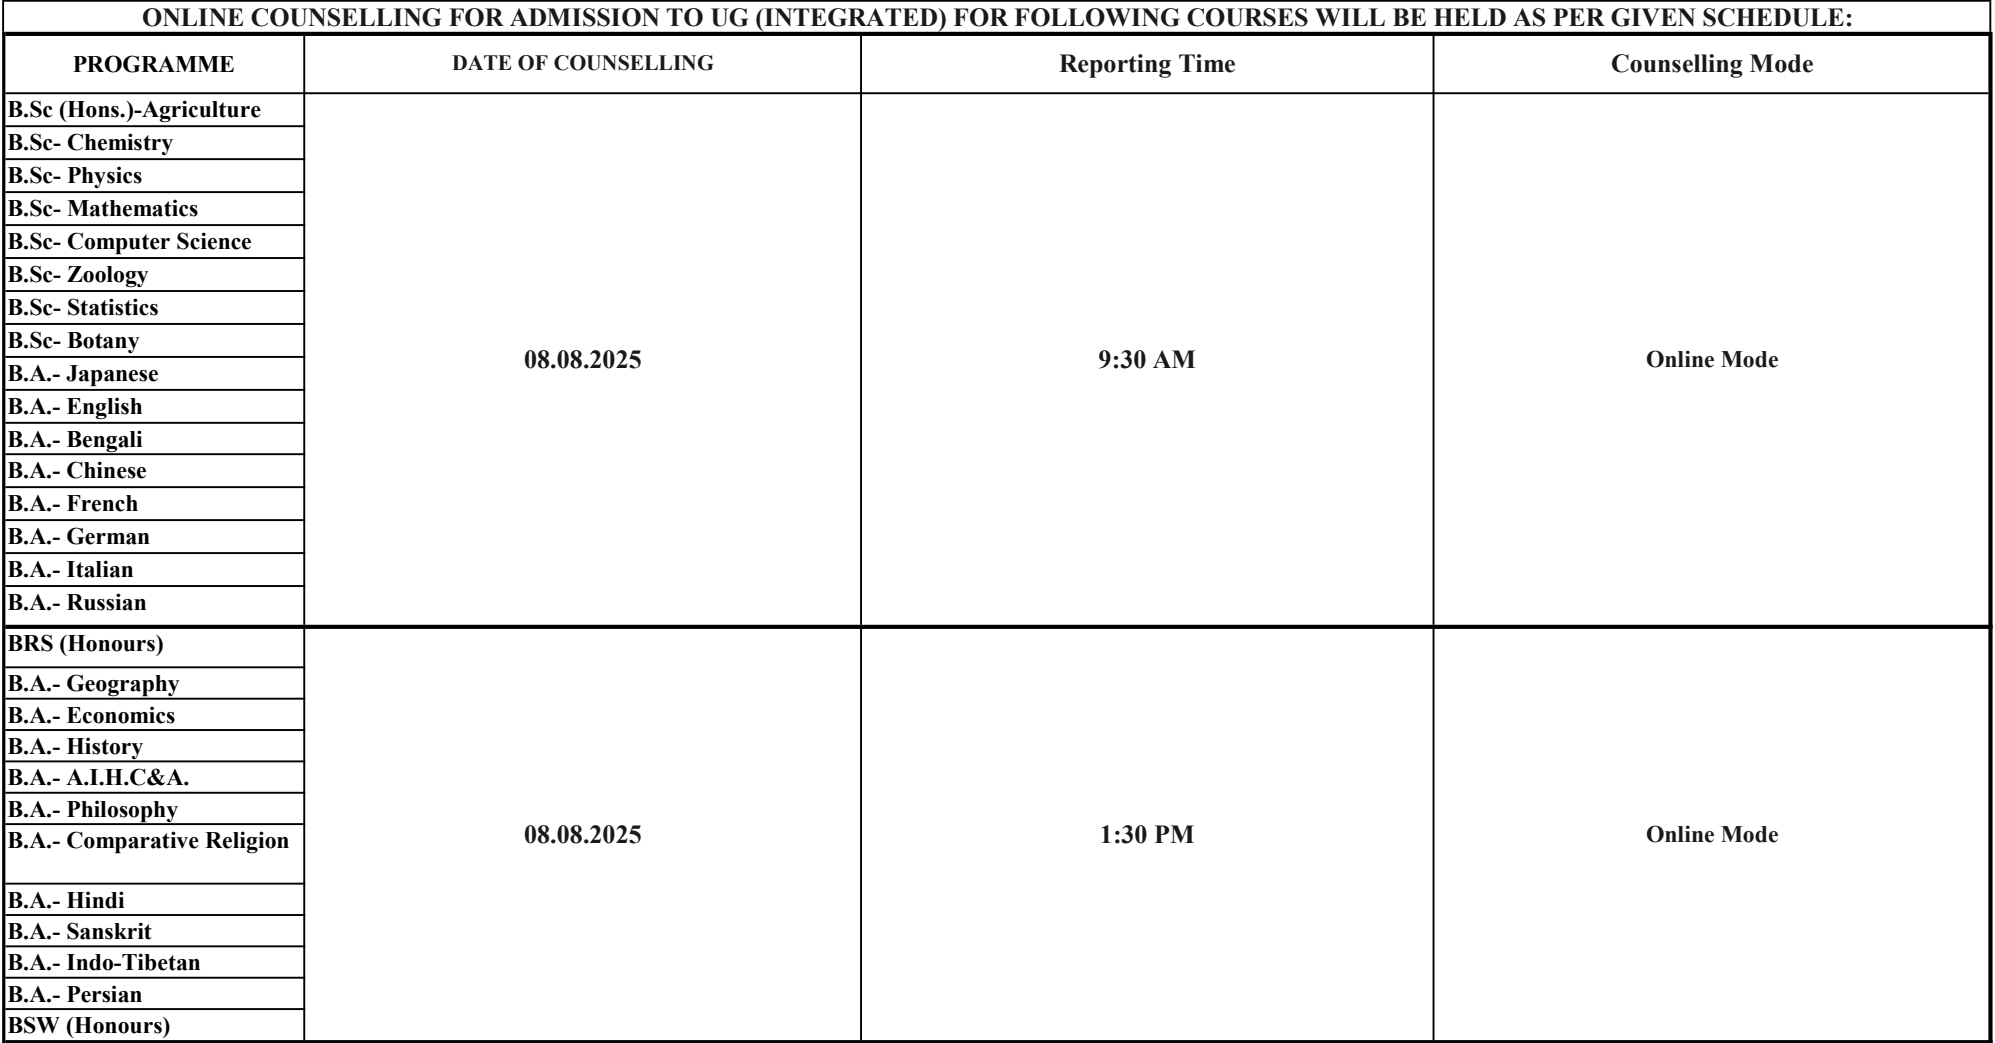 ONLINE COUNSELLING FOR ADMISSION TO UG (INTEGRATED) FOR FOLLOWING COURSES WILL BE HELD AS PER GIVEN SCHEDULE:
PROGRAMME DATE OF COUNSELLING Reporting Time Counselling Mode
B.Sc (Hons.)-Agriculture
B.Sc- Chemistry
B.Sc- Physics
B.Sc- Mathematics
B.Sc- Computer Science
B.Sc- Zoology
B.Sc- Statistics
B.Sc- Botany
08.08.2025 9:30 AM Online Mode
B.A.- Japanese
B.A.- English
B.A.- Bengali
B.A.- Chinese
B.A.- French
B.A.- German
B.A.- Italian
B.A.- Russian
BRS (Honours)
B.A.- Geography
B.A.- Economics
B.A.- History
B.A.- A.I.H.C&A.
B.A.- Philosophy
B.A.- Comparative Religion
08.08.2025 1:30 PM Online Mode
B.A.- Hindi
B.A.- Sanskrit
B.A.- Indo-Tibetan
B.A.- Persian
BSW (Honours)